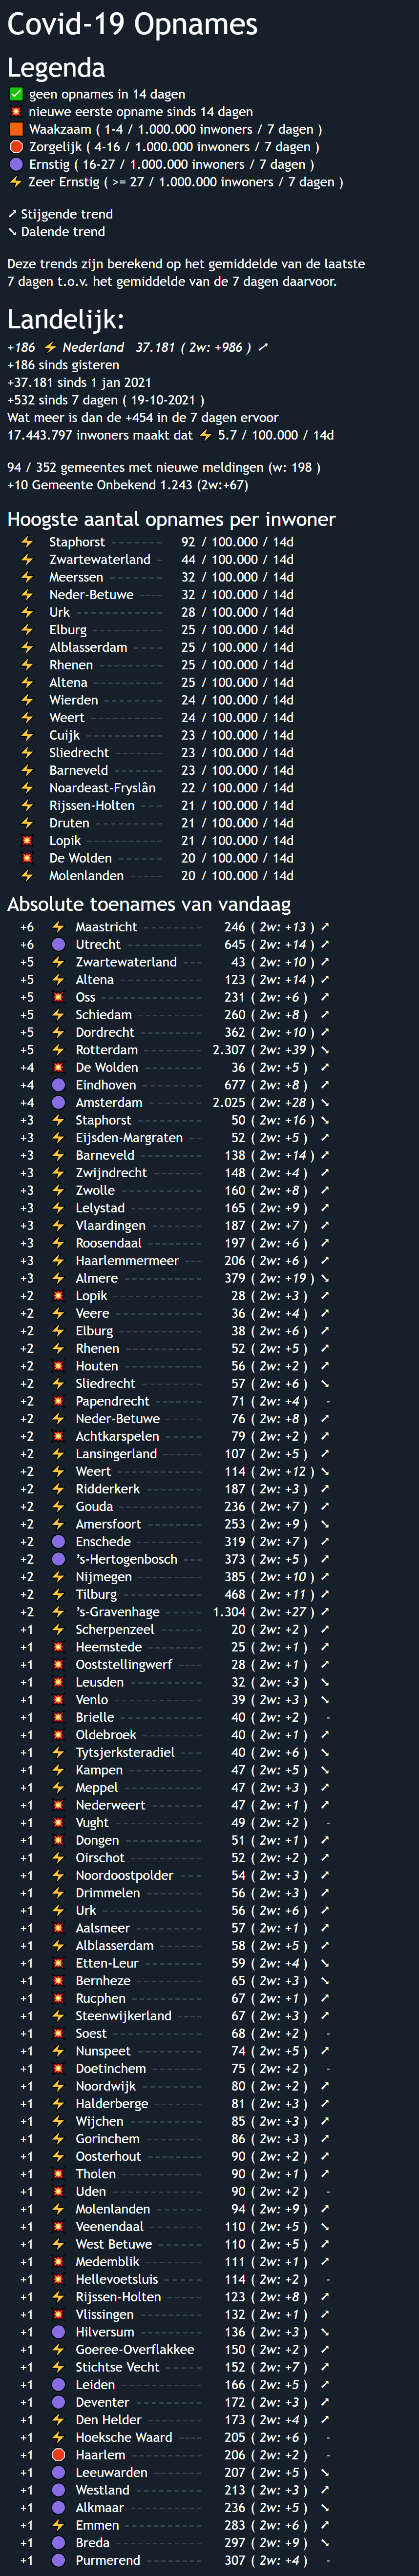 Covid-19 Opnames
Legenda
✅ geen opnames in 14 dagen
💥 nieuwe eerste opname sinds 14 dagen
🟧 Waakzaam ( 1-4 / 1.000.000 inwoners / 7 dagen )
🛑 Zorgelijk ( 4-16 / 1.000.000 inwoners / 7 dagen )
🟣 Ernstig ( 16-27 / 1.000.000 inwoners / 7 dagen )
⚡ Zeer Ernstig ( >= 27 / 1.000.000 inwoners / 7 dagen )
⤤ Stijgende trend
⤥ Dalende trend
Deze trends zijn berekend op het gemiddelde van de laatste
7 dagen t.o.v. het gemiddelde van de 7 dagen daarvoor.
Landelijk:
+186 ⚡ Nederland 37.181 ( 2w: +986 ) ⤤
+186 sinds gisteren
+37.181 sinds 1 jan 2021
+532 sinds 7 dagen ( 19-10-2021 )
Wat meer is dan de +454 in de 7 dagen ervoor
17.443.797 inwoners maakt dat ⚡ 5.7 / 100.000 / 14d
94 / 352 gemeentes met nieuwe meldingen (w: 198 )
+10 Gemeente Onbekend 1.243 (2w:+67)
Hoogste aantal opnames per inwoner
⚡ Staphorst 92 / 100.000 / 14d
⚡ Zwartewaterland 44 / 100.000 / 14d
⚡ Meerssen 32 / 100.000 / 14d
⚡ Neder-Betuwe 32 / 100.000 / 14d
⚡ Urk 28 / 100.000 / 14d
⚡ Elburg 25 / 100.000 / 14d
⚡ Alblasserdam 25 / 100.000 / 14d
⚡ Rhenen 25 / 100.000 / 14d
⚡ Altena 25 / 100.000 / 14d
⚡ Wierden 24 / 100.000 / 14d
⚡ Weert 24 / 100.000 / 14d
⚡ Cuijk 23 / 100.000 / 14d
⚡ Sliedrecht 23 / 100.000 / 14d
⚡ Barneveld 23 / 100.000 / 14d
⚡ Noardeast-Fryslân 22 / 100.000 / 14d
⚡ Rijssen-Holten 21 / 100.000 / 14d
⚡ Druten 21 / 100.000 / 14d
💥 Lopik 21 / 100.000 / 14d
💥 De Wolden 20 / 100.000 / 14d
⚡ Molenlanden 20 / 100.000 / 14d
Absolute toenames van vandaag
+6 ⚡ Maastricht 246 ( 2w: +13 ) ⤤
+6 🟣 Utrecht 645 ( 2w: +14 ) ⤤
+5 ⚡ Zwartewaterland 43 ( 2w: +10 ) ⤤
+5 ⚡ Altena 123 ( 2w: +14 ) ⤤
+5 💥 Oss 231 ( 2w: +6 ) ⤤
+5 ⚡ Schiedam 260 ( 2w: +8 ) ⤤
+5 ⚡ Dordrecht 362 ( 2w: +10 ) ⤤
+5 ⚡ Rotterdam 2.307 ( 2w: +39 ) ⤥
+4 💥 De Wolden 36 ( 2w: +5 ) ⤤
+4 🟣 Eindhoven 677 ( 2w: +8 ) ⤤
+4 🟣 Amsterdam 2.025 ( 2w: +28 ) ⤥
+3 ⚡ Staphorst 50 ( 2w: +16 ) ⤥
+3 ⚡ Eijsden-Margraten 52 ( 2w: +5 ) ⤤
+3 ⚡ Barneveld 138 ( 2w: +14 ) ⤤
+3 ⚡ Zwijndrecht 148 ( 2w: +4 ) ⤤
+3 ⚡ Zwolle 160 ( 2w: +8 ) ⤤
+3 ⚡ Lelystad 165 ( 2w: +9 ) ⤤
+3 ⚡ Vlaardingen 187 ( 2w: +7 ) ⤤
+3 ⚡ Roosendaal 197 ( 2w: +6 ) ⤤
+3 ⚡ Haarlemmermeer 206 ( 2w: +6 ) ⤤
+3 ⚡ Almere 379 ( 2w: +19 ) ⤥
+2 💥 Lopik 28 ( 2w: +3 ) ⤤
+2 ⚡ Veere 36 ( 2w: +4 ) ⤤
+2 ⚡ Elburg 38 ( 2w: +6 ) ⤤
+2 ⚡ Rhenen 52 ( 2w: +5 ) ⤤
+2 💥 Houten 56 ( 2w: +2 ) ⤤
+2 ⚡ Sliedrecht 57 ( 2w: +6 ) ⤥
+2 💥 Papendrecht 71 ( 2w: +4 ) -
+2 ⚡ Neder-Betuwe 76 ( 2w: +8 ) ⤤
+2 💥 Achtkarspelen 79 ( 2w: +2 ) ⤤
+2 ⚡ Lansingerland 107 ( 2w: +5 ) ⤤
+2 ⚡ Weert 114 ( 2w: +12 ) ⤥
+2 ⚡ Ridderkerk 187 ( 2w: +3 ) ⤤
+2 ⚡ Gouda 236 ( 2w: +7 ) ⤤
+2 ⚡ Amersfoort 253 ( 2w: +9 ) ⤥
+2 🟣 Enschede 319 ( 2w: +7 ) ⤤
+2 🟣 's-Hertogenbosch 373 ( 2w: +5 ) ⤤
+2 ⚡ Nijmegen 385 ( 2w: +10 ) ⤤
+2 ⚡ Tilburg 468 ( 2w: +11 ) ⤤
+2 ⚡ 's-Gravenhage 1.304 ( 2w: +27 ) ⤤
+1 ⚡ Scherpenzeel 20 ( 2w: +2 ) ⤤
+1 💥 Heemstede 25 ( 2w: +1 ) ⤤
+1 💥 Ooststellingwerf 28 ( 2w: +1 ) ⤤
+1 💥 Leusden 32 ( 2w: +3 ) ⤥
+1 💥 Venlo 39 ( 2w: +3 ) ⤥
+1 💥 Brielle 40 ( 2w: +2 ) -
+1 💥 Oldebroek 40 ( 2w: +1 ) ⤤
+1 ⚡ Tytsjerksteradiel 40 ( 2w: +6 ) ⤥
+1 ⚡ Kampen 47 ( 2w: +5 ) ⤥
+1 ⚡ Meppel 47 ( 2w: +3 ) ⤤
+1 💥 Nederweert 47 ( 2w: +1 ) ⤤
+1 💥 Vught 49 ( 2w: +2 ) -
+1 💥 Dongen 51 ( 2w: +1 ) ⤤
+1 ⚡ Oirschot 52 ( 2w: +2 ) ⤤
+1 ⚡ Noordoostpolder 54 ( 2w: +3 ) ⤤
+1 ⚡ Drimmelen 56 ( 2w: +3 ) ⤤
+1 ⚡ Urk 56 ( 2w: +6 ) ⤤
+1 💥 Aalsmeer 57 ( 2w: +1 ) ⤤
+1 ⚡ Alblasserdam 58 ( 2w: +5 ) ⤤
+1 💥 Etten-Leur 59 ( 2w: +4 ) ⤥
+1 💥 Bernheze 65 ( 2w: +3 ) ⤥
+1 💥 Rucphen 67 ( 2w: +1 ) ⤤
+1 ⚡ Steenwijkerland 67 ( 2w: +3 ) ⤤
+1 💥 Soest 68 ( 2w: +2 ) -
+1 ⚡ Nunspeet 74 ( 2w: +5 ) ⤤
+1 💥 Doetinchem 75 ( 2w: +2 ) -
+1 ⚡ Noordwijk 80 ( 2w: +2 ) ⤤
+1 ⚡ Halderberge 81 ( 2w: +3 ) ⤤
+1 ⚡ Wijchen 85 ( 2w: +3 ) ⤤
+1 ⚡ Gorinchem 86 ( 2w: +3 ) ⤤
+1 ⚡ Oosterhout 90 ( 2w: +2 ) ⤤
+1 💥 Tholen 90 ( 2w: +1 ) ⤤
+1 💥 Uden 90 ( 2w: +2 ) -
+1 ⚡ Molenlanden 94 ( 2w: +9 ) ⤤
+1 💥 Veenendaal 110 ( 2w: +5 ) ⤥
+1 ⚡ West Betuwe 110 ( 2w: +5 ) ⤤
+1 💥 Medemblik 111 ( 2w: +1 ) ⤤
+1 💥 Hellevoetsluis 114 ( 2w: +2 ) -
+1 ⚡ Rijssen-Holten 123 ( 2w: +8 ) ⤤
+1 💥 Vlissingen 132 ( 2w: +1 ) ⤤
+1 🟣 Hilversum 136 ( 2w: +3 ) ⤥
+1 ⚡ Goeree-Overflakkee 150 ( 2w: +2 ) ⤤
+1 ⚡ Stichtse Vecht 152 ( 2w: +7 ) ⤤
+1 🟣 Leiden 166 ( 2w: +5 ) ⤤
+1 🟣 Deventer 172 ( 2w: +3 ) ⤤
+1 ⚡ Den Helder 173 ( 2w: +4 ) ⤤
+1 ⚡ Hoeksche Waard 205 ( 2w: +6 ) -
+1 🛑 Haarlem 206 ( 2w: +2 ) -
+1 🟣 Leeuwarden 207 ( 2w: +5 ) ⤥
+1 🟣 Westland 213 ( 2w: +3 ) ⤤
+1 🟣 Alkmaar 236 ( 2w: +5 ) ⤥
+1 ⚡ Emmen 283 ( 2w: +6 ) ⤤
+1 🟣 Breda 297 ( 2w: +9 ) ⤥
+1 🟣 Purmerend 307 ( 2w: +4 ) -